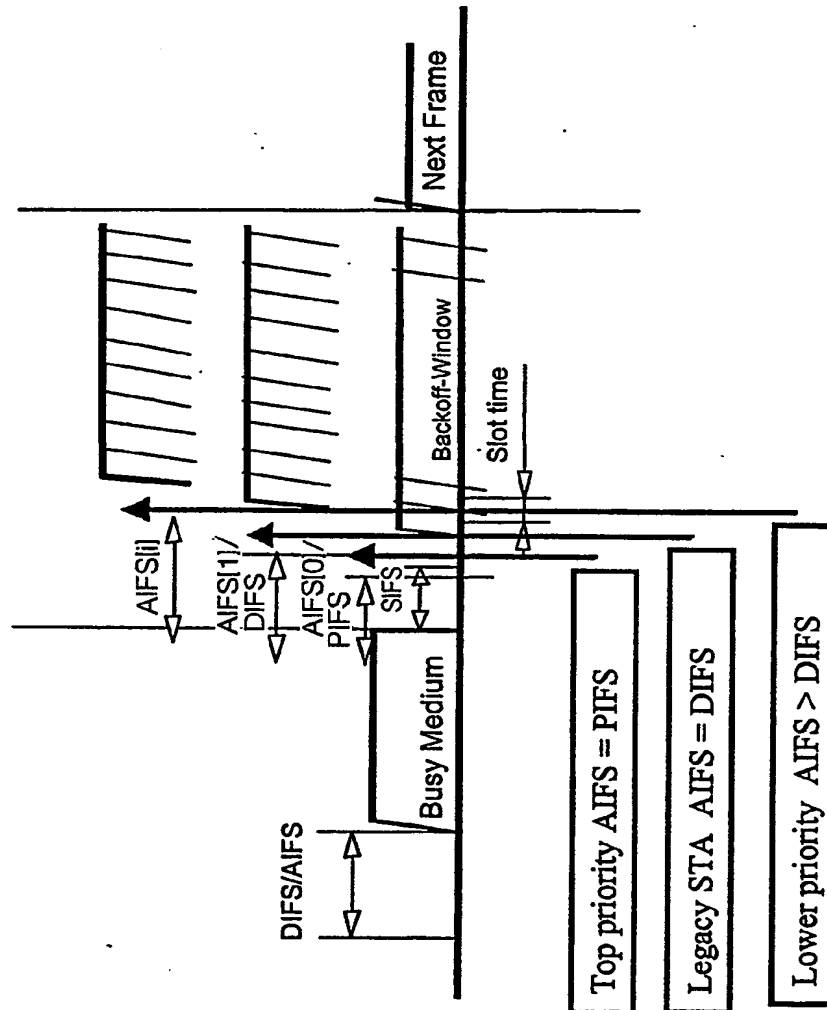 AIFS[i]
AIFS[1]/
DIFS
AIFS[0]/
PIFS
SIFS
DIFS/AIFS
Busy Medium
Backoff-Window
Next Frame
Slot time
Top priority AIFS = PIFS
Legacy STA AIFS = DIFS
Lower priority AIFS > DIFS